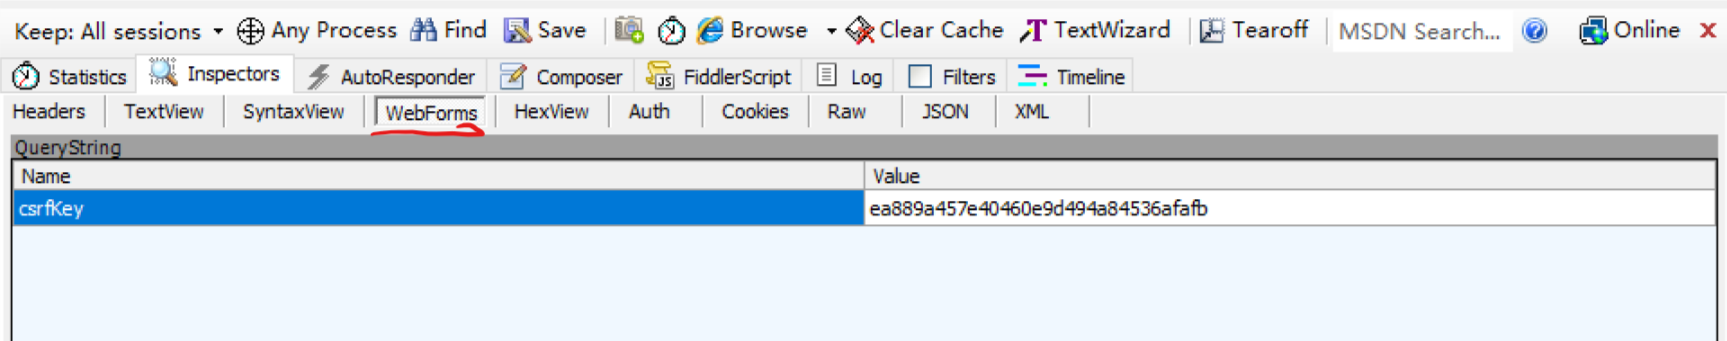 Keep: All sessions Any Process Find Save Browse Clear Cache TextWizard Tearoff MSDN Search... Online x
Statistics Inspectors AutoResponder Composer FiddlerScript Log Filters Timeline
Headers TextView SyntaxView WebForms HexView Auth Cookies Raw JSON XML
QueryString
Name Value
csrfKey ea889a457e40460e9d494a84536afafb